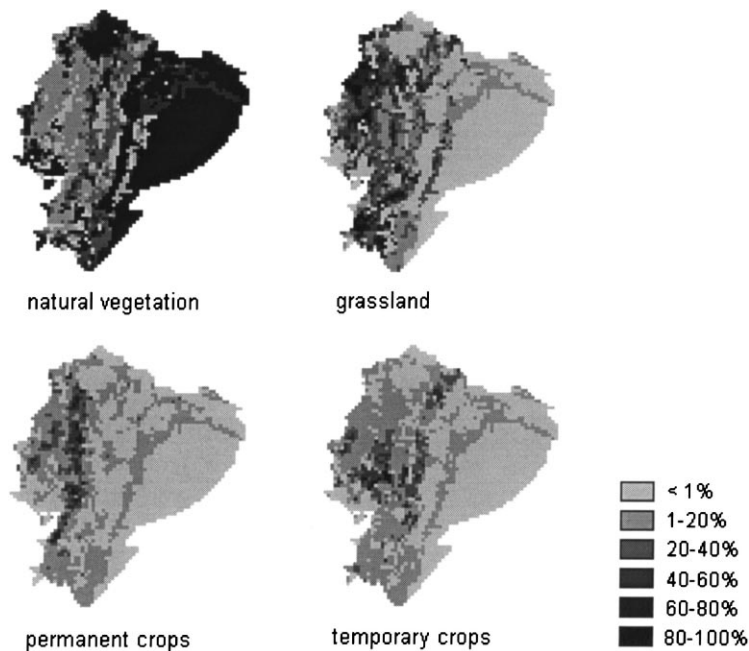 natural vegetation
grassland
permanent crops
temporary crops
< 1%
1-20%
20-40%
40-60%
60-80%
80-100%